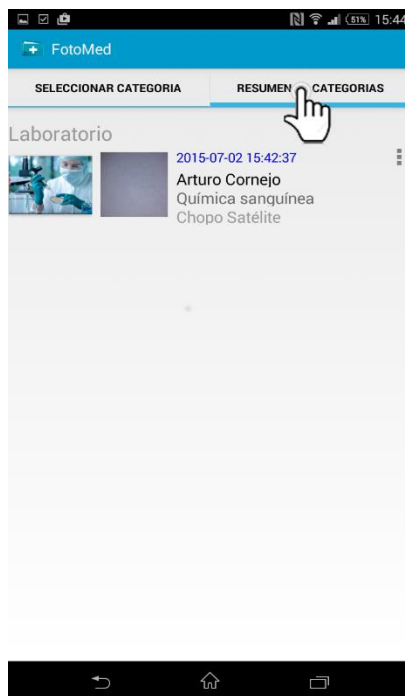 51% 15:44
FotoMed
SELECCIONAR CATEGORIA
RESUMEN CATEGORIAS
Laboratorio
2015-07-02 15:42:37
Arturo Cornejo
Química sanguínea
Chopo Satélite